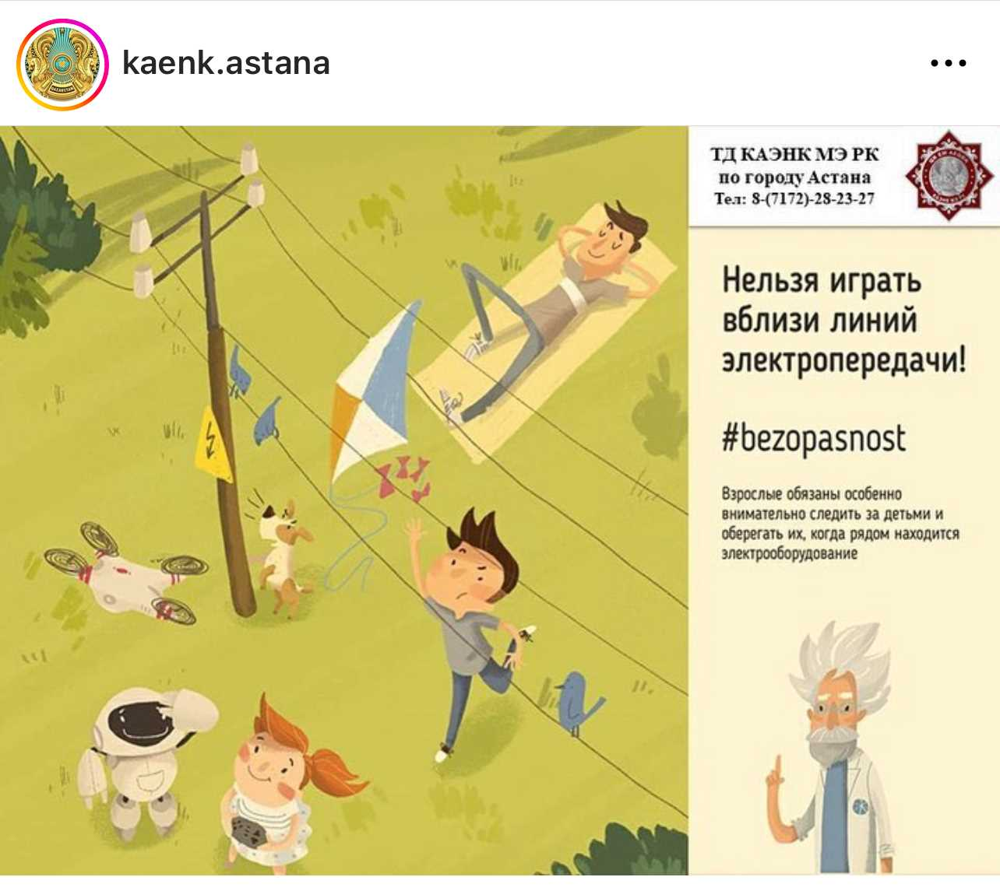 kaenk.astana
ТД КАЭНК МЭ РК
по городу Астана
Тел: 8-(7172)-28-23-27
Нельзя играть
вблизи линий
электропередачи!
#bezopasnost
Взрослые обязаны особенно
внимательно следить за детьми и
оберегать их, когда рядом находится
электрооборудование